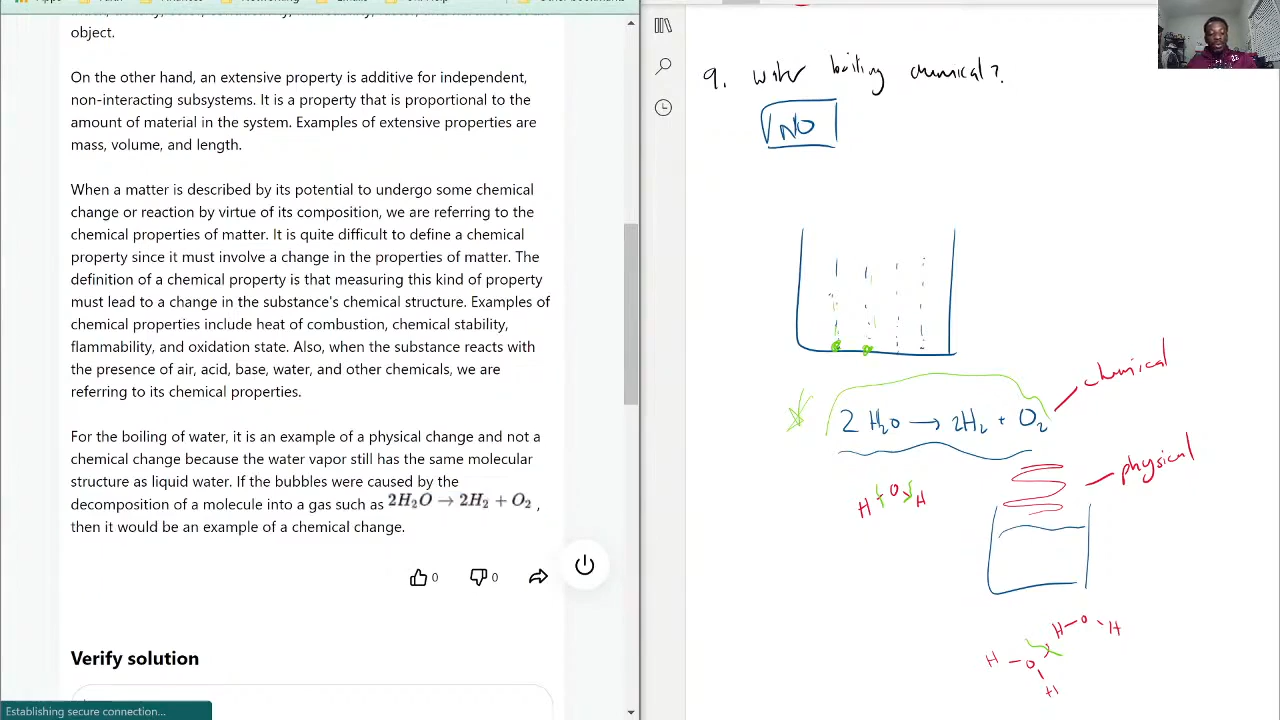 object.
On the other hand, an extensive property is additive for independent,
non-interacting subsystems. It is a property that is proportional to the
amount of material in the system. Examples of extensive properties are
mass, volume, and length.
When a matter is described by its potential to undergo some chemical
change or reaction by virtue of its composition, we are referring to the
chemical properties of matter. It is quite difficult to define a chemical
property since it must involve a change in the properties of matter. The
definition of a chemical property is that measuring this kind of property
must lead to a change in the substance's chemical structure. Examples of
chemical properties include heat of combustion, chemical stability,
flammability, and oxidation state. Also, when the substance reacts with
the presence of air, acid, base, water, and other chemicals, we are
referring to its chemical properties.
For the boiling of water, it is an example of a physical change and not a
chemical change because the water vapor still has the same molecular
structure as liquid water. If the bubbles were caused by the
decomposition of a molecule into a gas such as 2H₂O → 2H₂ + O₂ ,
then it would be an example of a chemical change.
0 0
Verify solution
Establishing secure connection...
9. water boiling chemical?
NO
chemical
2 H₂O → 2H₂ + O₂
physical
H O H
H-O-H
H-O
H